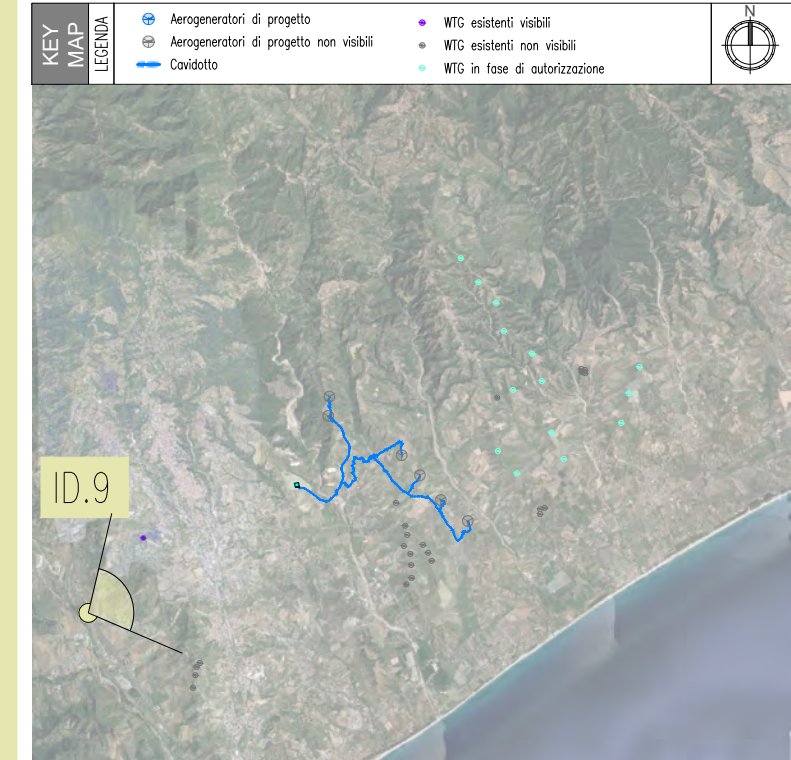 KEY
MAP
LEGENDA
Aerogeneratori di progetto
Aerogeneratori di progetto non visibili
Cavidotto
WTG esistenti visibili
WTG esistenti non visibili
WTG in fase di autorizzazione
N
ID.9